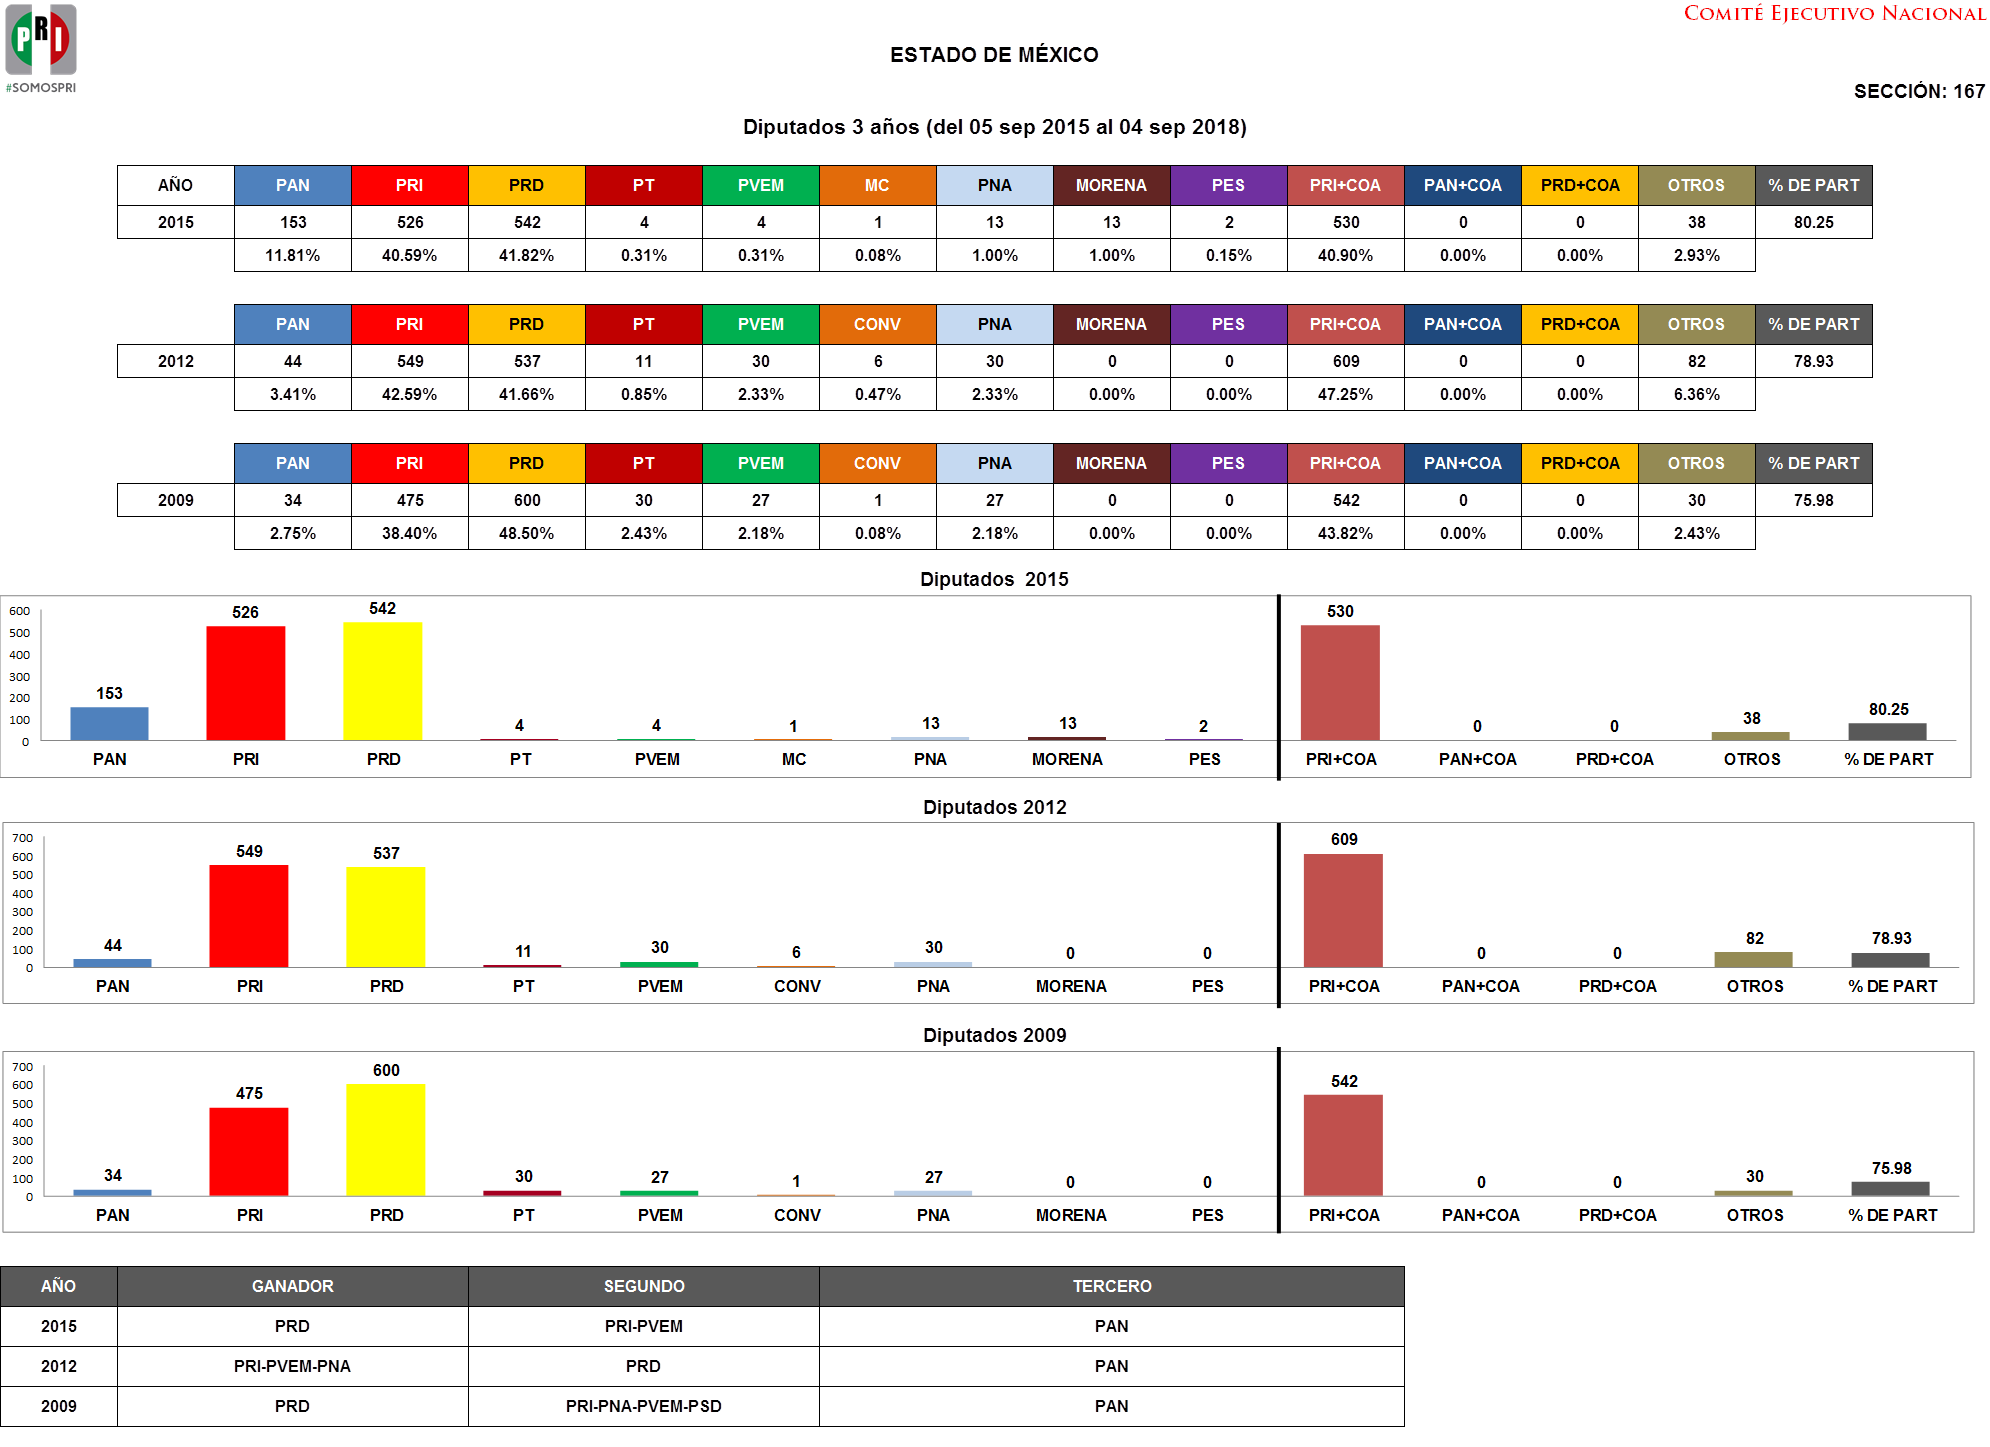 PRI
#SOMOSPRI
COMITÉ EJECUTIVO NACIONAL
ESTADO DE MÉXICO
SECCIÓN: 167
Diputados 3 años (del 05 sep 2015 al 04 sep 2018)
AÑO PAN PRI PRD PT PVEM MC PNA MORENA PES PRI+COA PAN+COA PRD+COA OTROS % DE PART
2015 153 526 542 4 4 1 13 13 2 530 0 0 38 80.25
11.81% 40.59% 41.82% 0.31% 0.31% 0.08% 1.00% 1.00% 0.15% 40.90% 0.00% 0.00% 2.93%
PAN PRI PRD PT PVEM CONV PNA MORENA PES PRI+COA PAN+COA PRD+COA OTROS % DE PART
2012 44 549 537 11 30 6 30 0 0 609 0 0 82 78.93
3.41% 42.59% 41.66% 0.85% 2.33% 0.47% 2.33% 0.00% 0.00% 47.25% 0.00% 0.00% 6.36%
PAN PRI PRD PT PVEM CONV PNA MORENA PES PRI+COA PAN+COA PRD+COA OTROS % DE PART
2009 34 475 600 30 27 1 27 0 0 542 0 0 30 75.98
2.75% 38.40% 48.50% 2.43% 2.18% 0.08% 2.18% 0.00% 0.00% 43.82% 0.00% 0.00% 2.43%
Diputados 2015
600
500
400
300
200
100
0
153 526 542 4 4 1 13 13 2 530 0 0 38 80.25
PAN PRI PRD PT PVEM MC PNA MORENA PES PRI+COA PAN+COA PRD+COA OTROS % DE PART
Diputados 2012
700
600
500
400
300
200
100
0
44 549 537 11 30 6 30 0 0 609 0 0 82 78.93
PAN PRI PRD PT PVEM CONV PNA MORENA PES PRI+COA PAN+COA PRD+COA OTROS % DE PART
Diputados 2009
700
600
500
400
300
200
100
0
34 475 600 30 27 1 27 0 0 542 0 0 30 75.98
PAN PRI PRD PT PVEM CONV PNA MORENA PES PRI+COA PAN+COA PRD+COA OTROS % DE PART
AÑO GANADOR SEGUNDO TERCERO
2015 PRD PRI-PVEM PAN
2012 PRI-PVEM-PNA PRD PAN
2009 PRD PRI-PNA-PVEM-PSD PAN